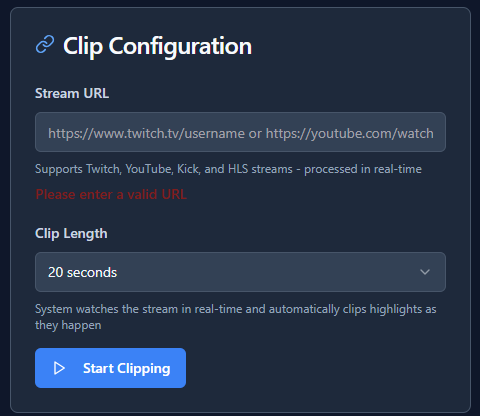 Clip Configuration
Stream URL
https://www.twitch.tv/username or https://youtube.com/watch
Supports Twitch, YouTube, Kick, and HLS streams - processed in real-time
Please enter a valid URL
Clip Length
20 seconds
System watches the stream in real-time and automatically clips highlights as
they happen
Start Clipping